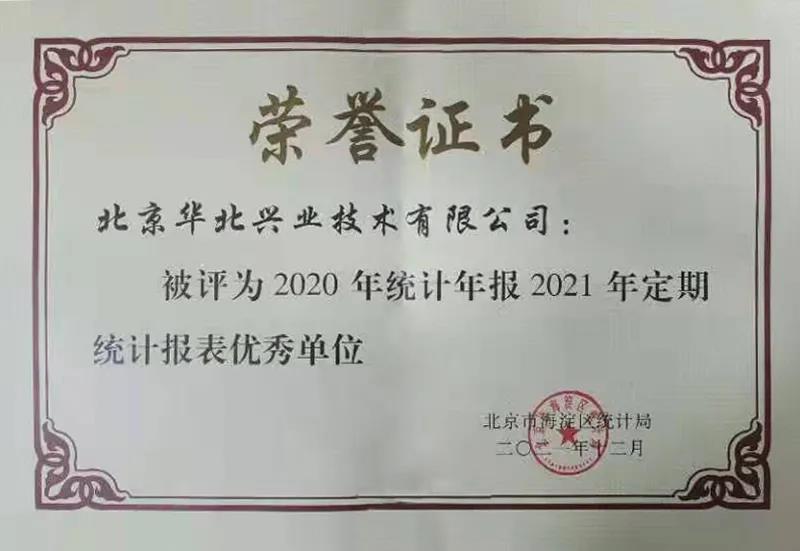 荣誉证书
北京华北兴业技术有限公司：
被评为2020年统计年报2021年定期
统计报表优秀单位
北京市海淀区统计局
二〇二一年十二月